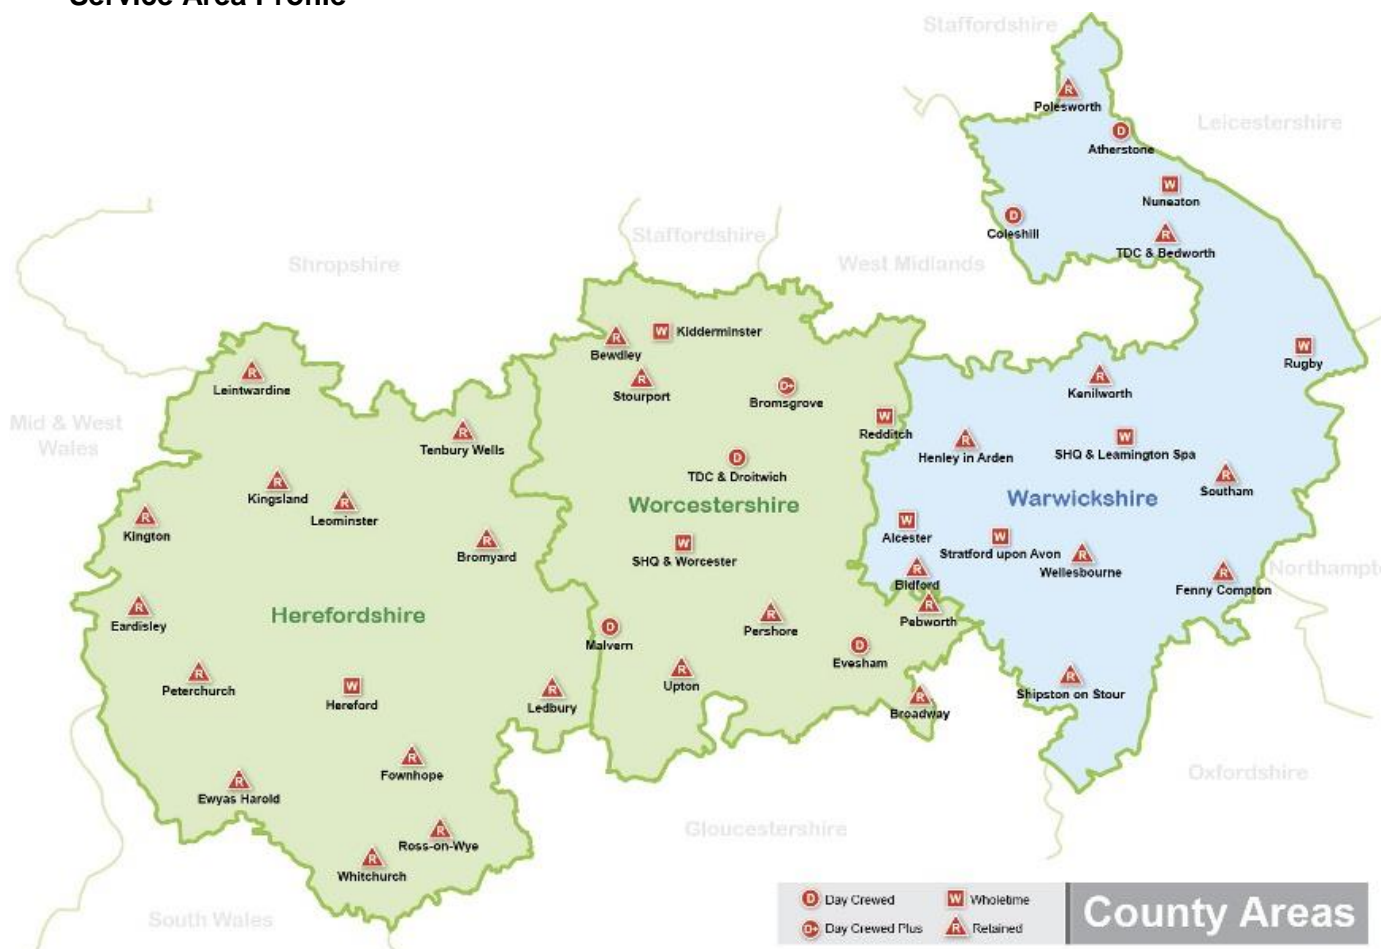 Service Area Profile
Staffordshire
Polesworth
Leicestershire
Atherstone
Nuneaton
Coleshill
TDC & Bedworth
Staffordshire
West Midlands
Shropshire
Kidderminster
Bewdley
Rugby
Leintwardine
Stourport
Kenilworth
Bromsgrove
Mid & West
Wales
Redditch
Tenbury Wells
Henley in Arden
SHQ & Leamington Spa
TDC & Droitwich
Kingsland
Southam
Worcestershire
Warwickshire
Leominster
Kington
Alcester
Bromyard
SHQ & Worcester
Stratford upon Avon
Wellesbourne
Bidford
Fenny Compton
Northampt
Herefordshire
Eardisley
Pebworth
Pershore
Malvern
Evesham
Peterchurch
Upton
Shipston on Stour
Hereford
Ledbury
Broadway
Fownhope
Oxfordshire
Ewyas Harold
Gloucestershire
Ross-on-Wye
Whitchurch
South Wales
D Day Crewed
W Wholetime
D+ Day Crewed Plus
R Retained
County Areas